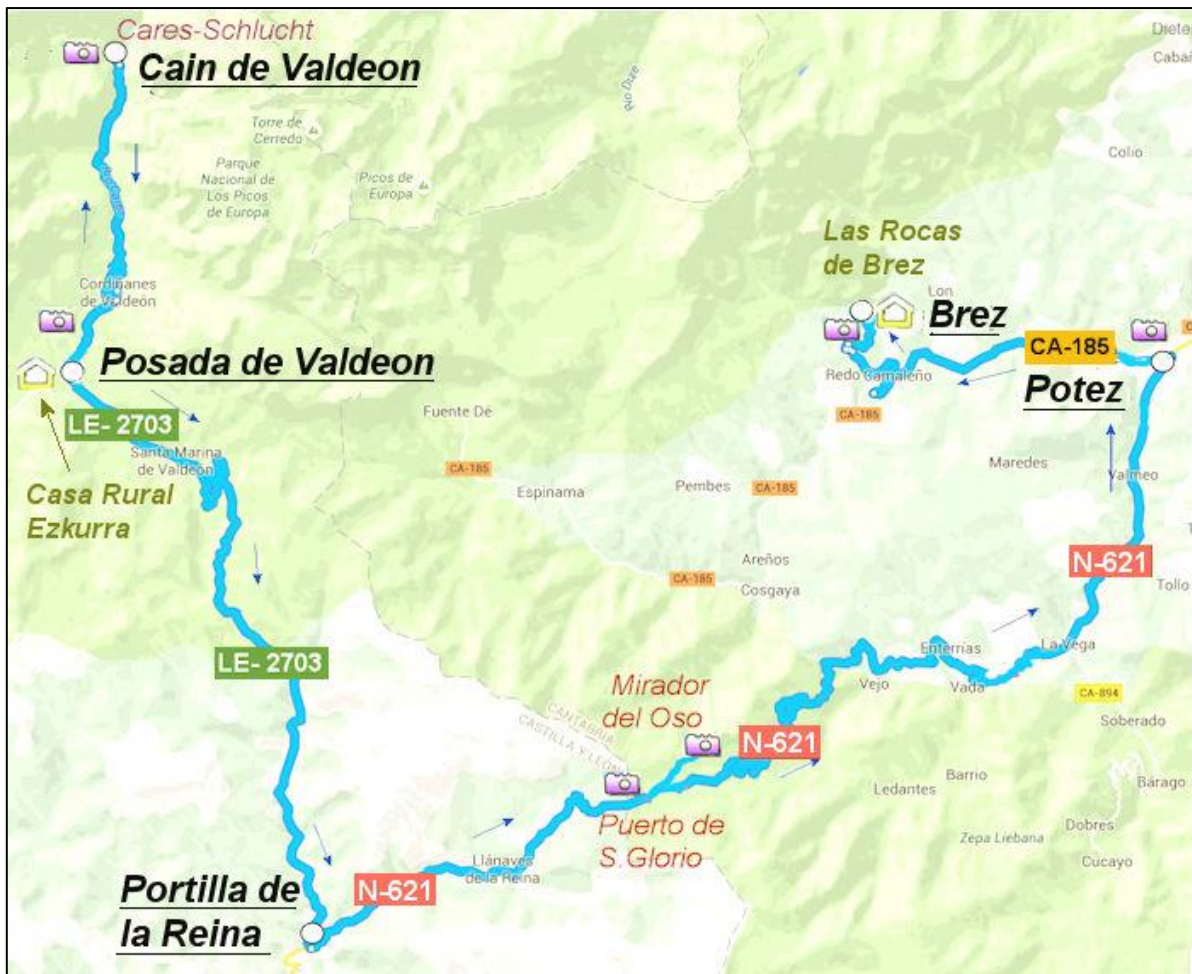 Cares-Schlucht
Cain de Valdeon
Rio Duje
Diete
Cabañ
Torre de
Cerredo
Parque
Nacional de
Los Picos
de Europa
Picos de
Europa
Colio
Las Rocas
de Brez
Lon
Brez
Cordiñanes
de Valdeón
CA-185
Posada de Valdeon
Redo
Camaleño
Potez
CA-185
Fuente Dé
LE- 2703
Santa Marina
de Valdeón
CA-185
Maredes
Valmeo
Casa Rural
Ezkurra
Espinama
Pembes
CA-185
N-621
Areños
CA-185
Cosgaya
Tollo
LE- 2703
Enterrías
La Vega
Vejo
Vada
CA-894
Mirador
del Oso
CANTABRIA
CASTILLA Y LEÓN
Soberado
N-621
Barrio
Bárago
Ledantes
Puerto de
S.Glorio
Dobres
Zepa Liebana
Cucayo
Llánaves
de la Reina
Portilla de
la Reina
N-621